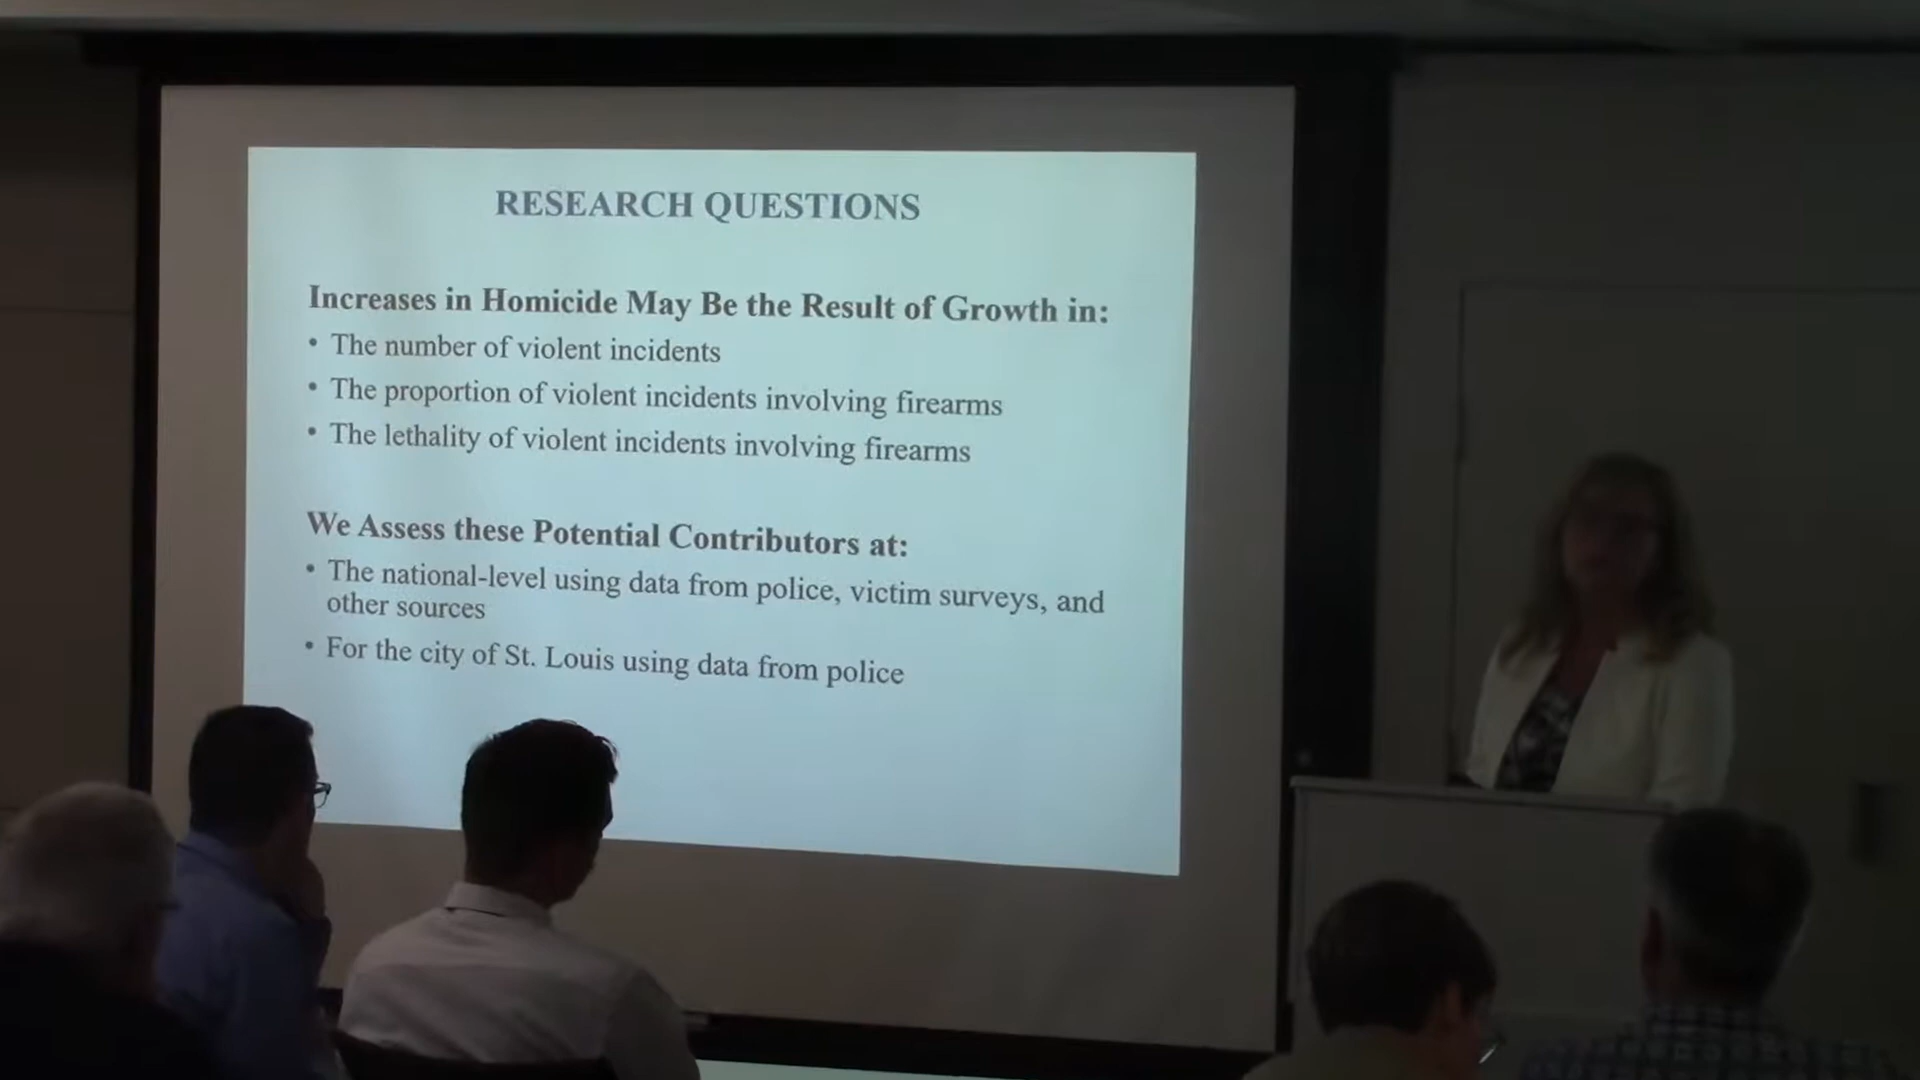 RESEARCH QUESTIONS
Increases in Homicide May Be the Result of Growth in:
• The number of violent incidents
• The proportion of violent incidents involving firearms
• The lethality of violent incidents involving firearms
We Assess these Potential Contributors at:
• The national-level using data from police, victim surveys, and
other sources
• For the city of St. Louis using data from police